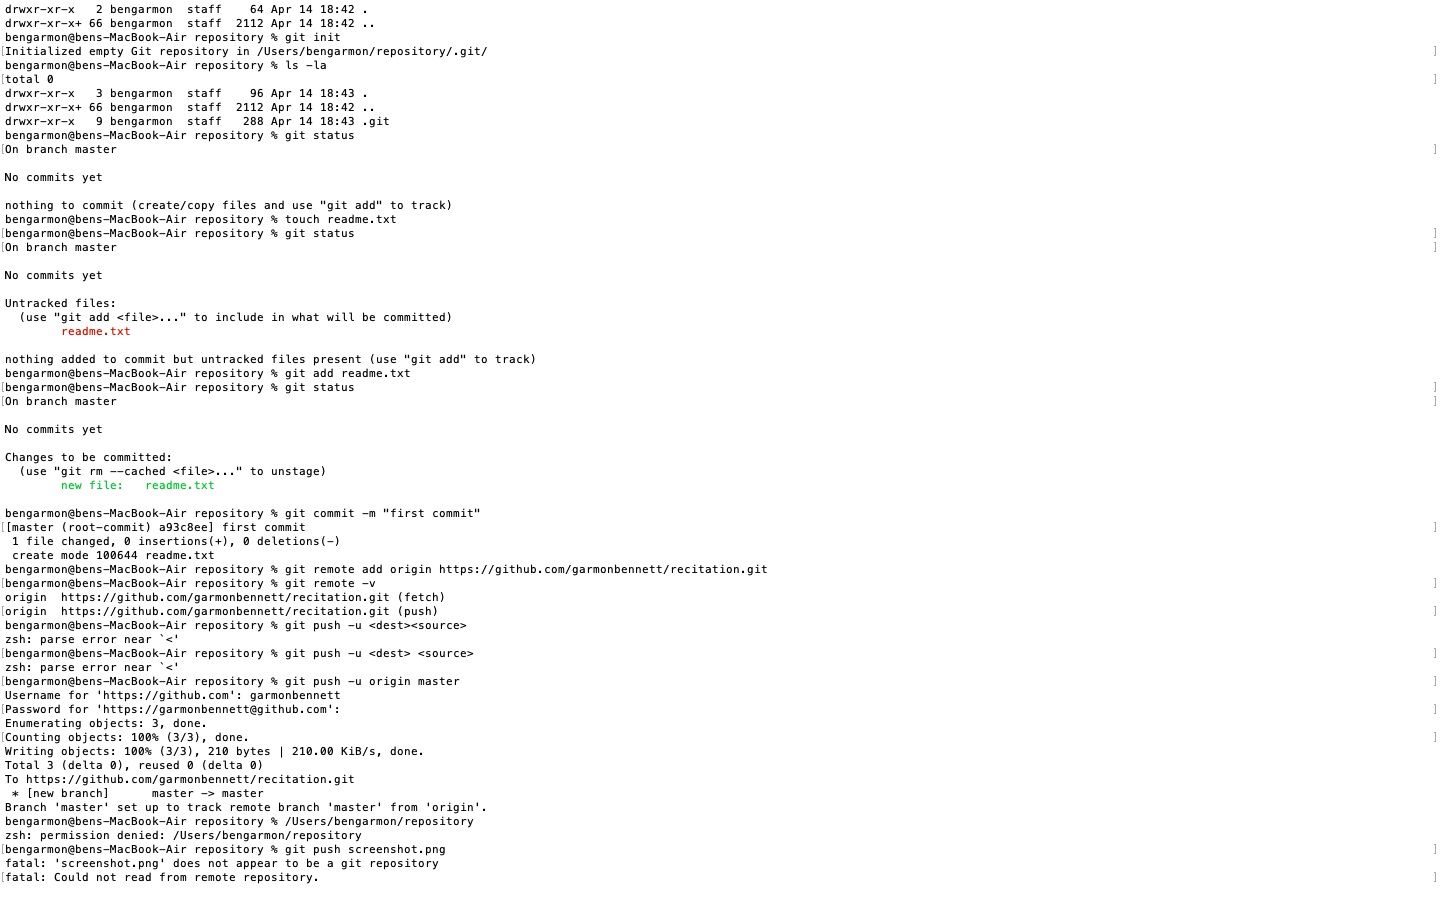 drwxr-xr-x   2 bengarmon  staff    64 Apr 14 18:42 .
drwxr-xr-x+ 66 bengarmon  staff  2112 Apr 14 18:42 ..
bengarmon@bens-MacBook-Air repository % git init
[Initialized empty Git repository in /Users/bengarmon/repository/.git/ ]
bengarmon@bens-MacBook-Air repository % ls -la
[total 0 ]
drwxr-xr-x   3 bengarmon  staff    96 Apr 14 18:43 .
drwxr-xr-x+ 66 bengarmon  staff  2112 Apr 14 18:42 ..
drwxr-xr-x   9 bengarmon  staff   288 Apr 14 18:43 .git
bengarmon@bens-MacBook-Air repository % git status
[On branch master ]
No commits yet
nothing to commit (create/copy files and use "git add" to track)
bengarmon@bens-MacBook-Air repository % touch readme.txt
[bengarmon@bens-MacBook-Air repository % git status ]
[On branch master ]
No commits yet
Untracked files:
  (use "git add <file>..." to include in what will be committed)
        readme.txt
nothing added to commit but untracked files present (use "git add" to track)
bengarmon@bens-MacBook-Air repository % git add readme.txt
[bengarmon@bens-MacBook-Air repository % git status ]
[On branch master ]
No commits yet
Changes to be committed:
  (use "git rm --cached <file>..." to unstage)
        new file:   readme.txt
bengarmon@bens-MacBook-Air repository % git commit -m "first commit"
[[master (root-commit) a93c8ee] first commit ]
 1 file changed, 0 insertions(+), 0 deletions(-)
 create mode 100644 readme.txt
bengarmon@bens-MacBook-Air repository % git remote add origin https://github.com/garmonbennett/recitation.git
[bengarmon@bens-MacBook-Air repository % git remote -v ]
origin  https://github.com/garmonbennett/recitation.git (fetch)
[origin  https://github.com/garmonbennett/recitation.git (push) ]
bengarmon@bens-MacBook-Air repository % git push -u <dest><source>
zsh: parse error near `<'
[bengarmon@bens-MacBook-Air repository % git push -u <dest> <source> ]
zsh: parse error near `<'
[bengarmon@bens-MacBook-Air repository % git push -u origin master ]
Username for 'https://github.com': garmonbennett
[Password for 'https://garmonbennett@github.com': ]
Enumerating objects: 3, done.
[Counting objects: 100% (3/3), done. ]
Writing objects: 100% (3/3), 210 bytes | 210.00 KiB/s, done.
Total 3 (delta 0), reused 0 (delta 0)
To https://github.com/garmonbennett/recitation.git
 * [new branch]      master -> master
Branch 'master' set up to track remote branch 'master' from 'origin'.
bengarmon@bens-MacBook-Air repository % /Users/bengarmon/repository
zsh: permission denied: /Users/bengarmon/repository
[bengarmon@bens-MacBook-Air repository % git push screenshot.png ]
fatal: 'screenshot.png' does not appear to be a git repository
[fatal: Could not read from remote repository. ]